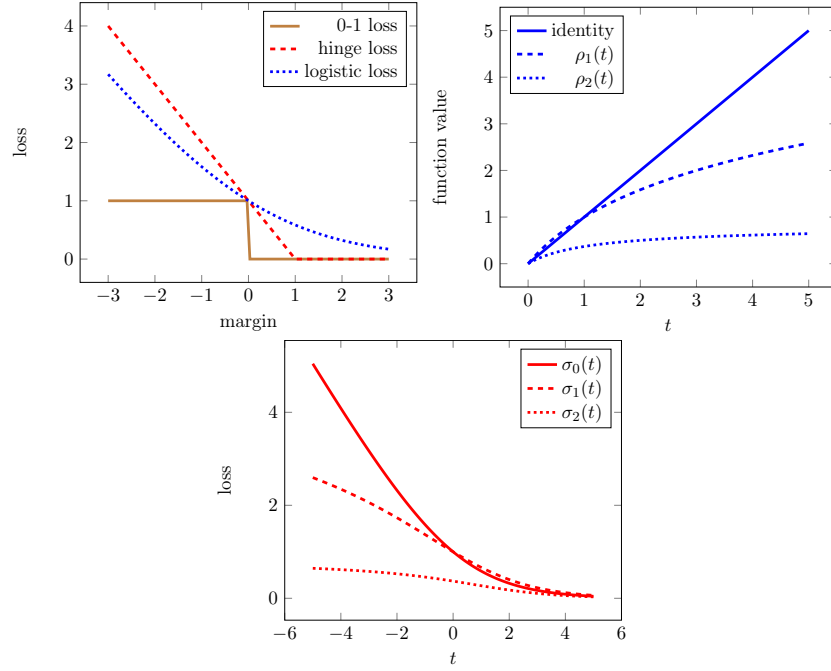 0-1 loss
hinge loss
logistic loss
4
3
2
1
0
−3 −2 −1 0 1 2 3
loss
margin
identity
ρ₁(t)
ρ₂(t)
5
4
3
2
1
0
0 1 2 3 4 5
function value
t
σ₀(t)
σ₁(t)
σ₂(t)
4
2
0
−6 −4 −2 0 2 4 6
loss
t